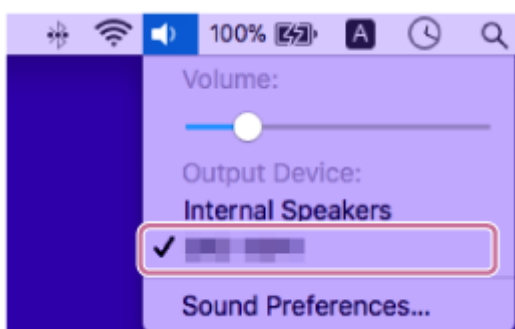 100% A
Volume:
Output Device:
Internal Speakers
Sound Preferences...